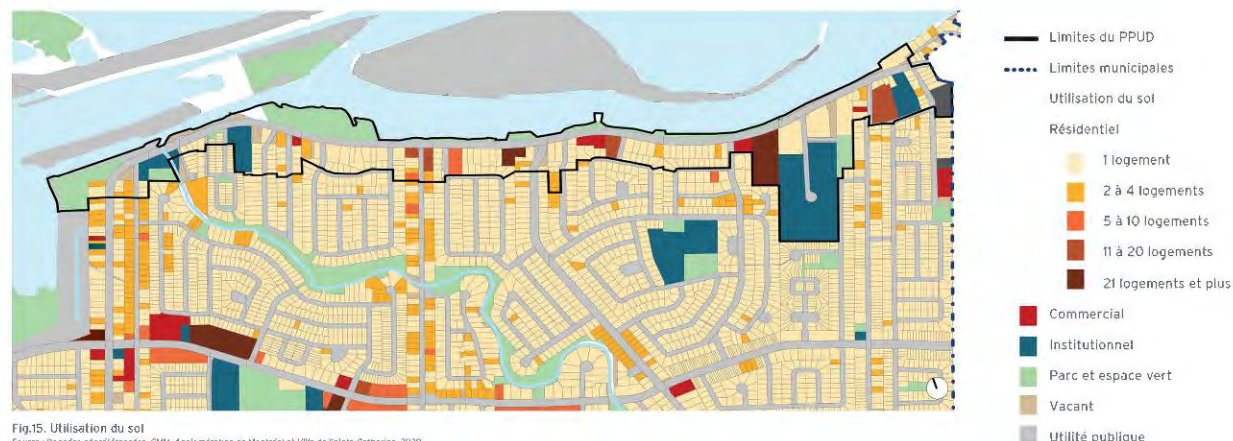 Limites du PPUD
Limites municipales
Utilisation du sol
Résidentiel
1 logement
2 à 4 logements
5 à 10 logements
11 à 20 logements
21 logements et plus
Commercial
Institutionnel
Parc et espace vert
Vacant
Utilité publique
Fig.15. Utilisation du sol